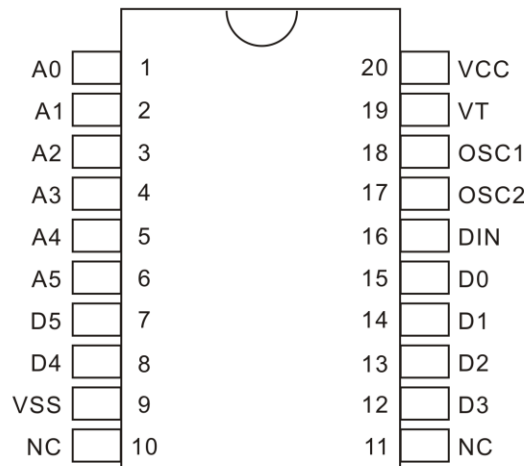 A0 1 20 VCC
A1 2 19 VT
A2 3 18 OSC1
A3 4 17 OSC2
A4 5 16 DIN
A5 6 15 D0
D5 7 14 D1
D4 8 13 D2
VSS 9 12 D3
NC 10 11 NC